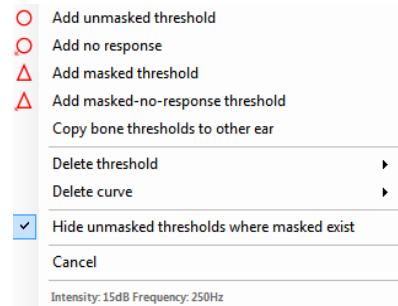 Add unmasked threshold
Add no response
Add masked threshold
Add masked-no-response threshold
Copy bone thresholds to other ear
Delete threshold
Delete curve
Hide unmasked thresholds where masked exist
Cancel
Intensity: 15dB Frequency: 250Hz